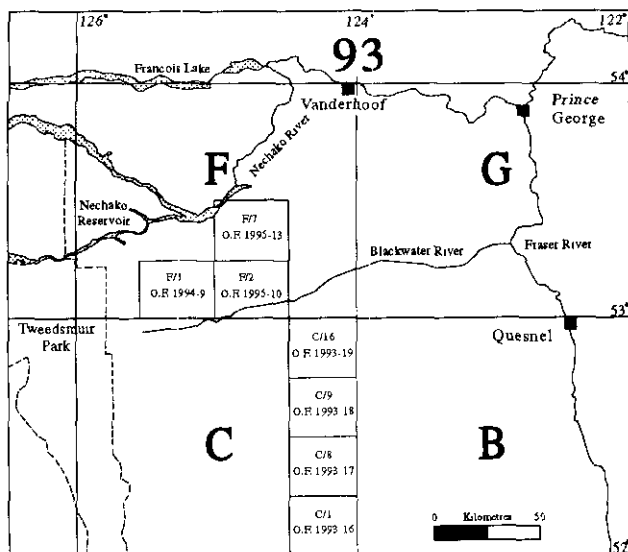 126°
124°
122°
93
Francois Lake
54°
Vanderhoof
Prince
George
Nechako River
F
G
Nechako
Reservoir
F/7
O.F. 1995-13
Blackwater River
Fraser River
F/3
O.F. 1994-9
F/2
O.F. 1995-10
53°
Tweedsmuir
Park
Quesnel
C/16
O.F. 1993-19
C/9
O.F. 1993-18
C
B
C/8
O.F. 1993-17
C/1
O.F. 1993-16
0 Kilometres 50